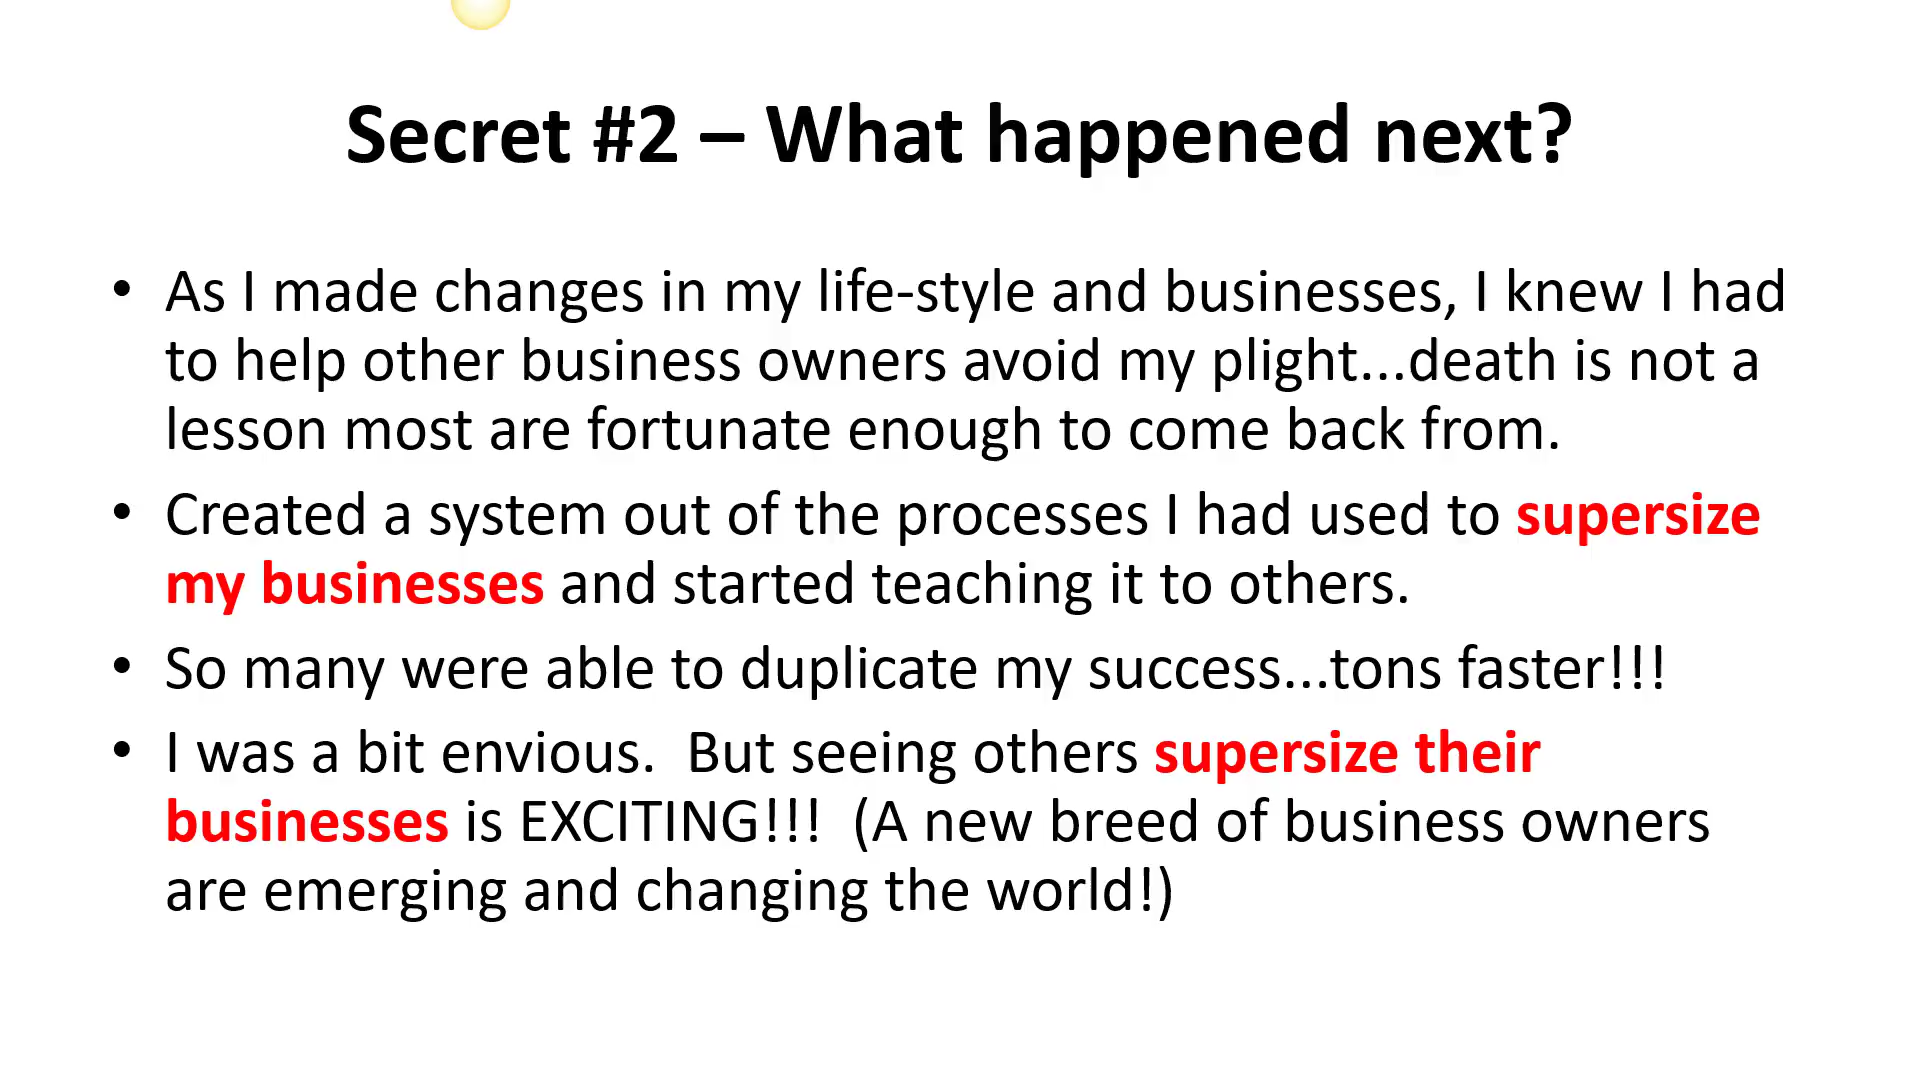 Secret #2 – What happened next?
• As I made changes in my life-style and businesses, I knew I had
to help other business owners avoid my plight...death is not a
lesson most are fortunate enough to come back from.
• Created a system out of the processes I had used to supersize
my businesses and started teaching it to others.
• So many were able to duplicate my success...tons faster!!!
• I was a bit envious.  But seeing others supersize their
businesses is EXCITING!!!  (A new breed of business owners
are emerging and changing the world!)